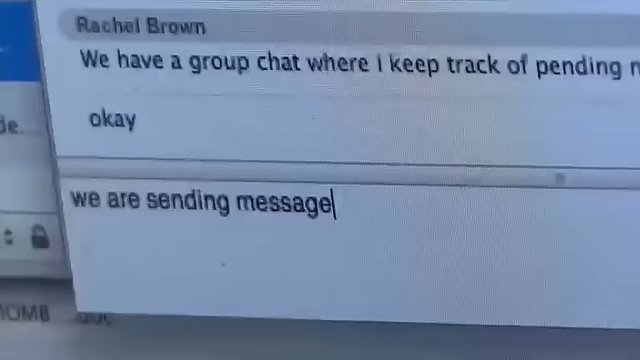 Rachel Brown
We have a group chat where I keep track of pending
okay
we are sending message